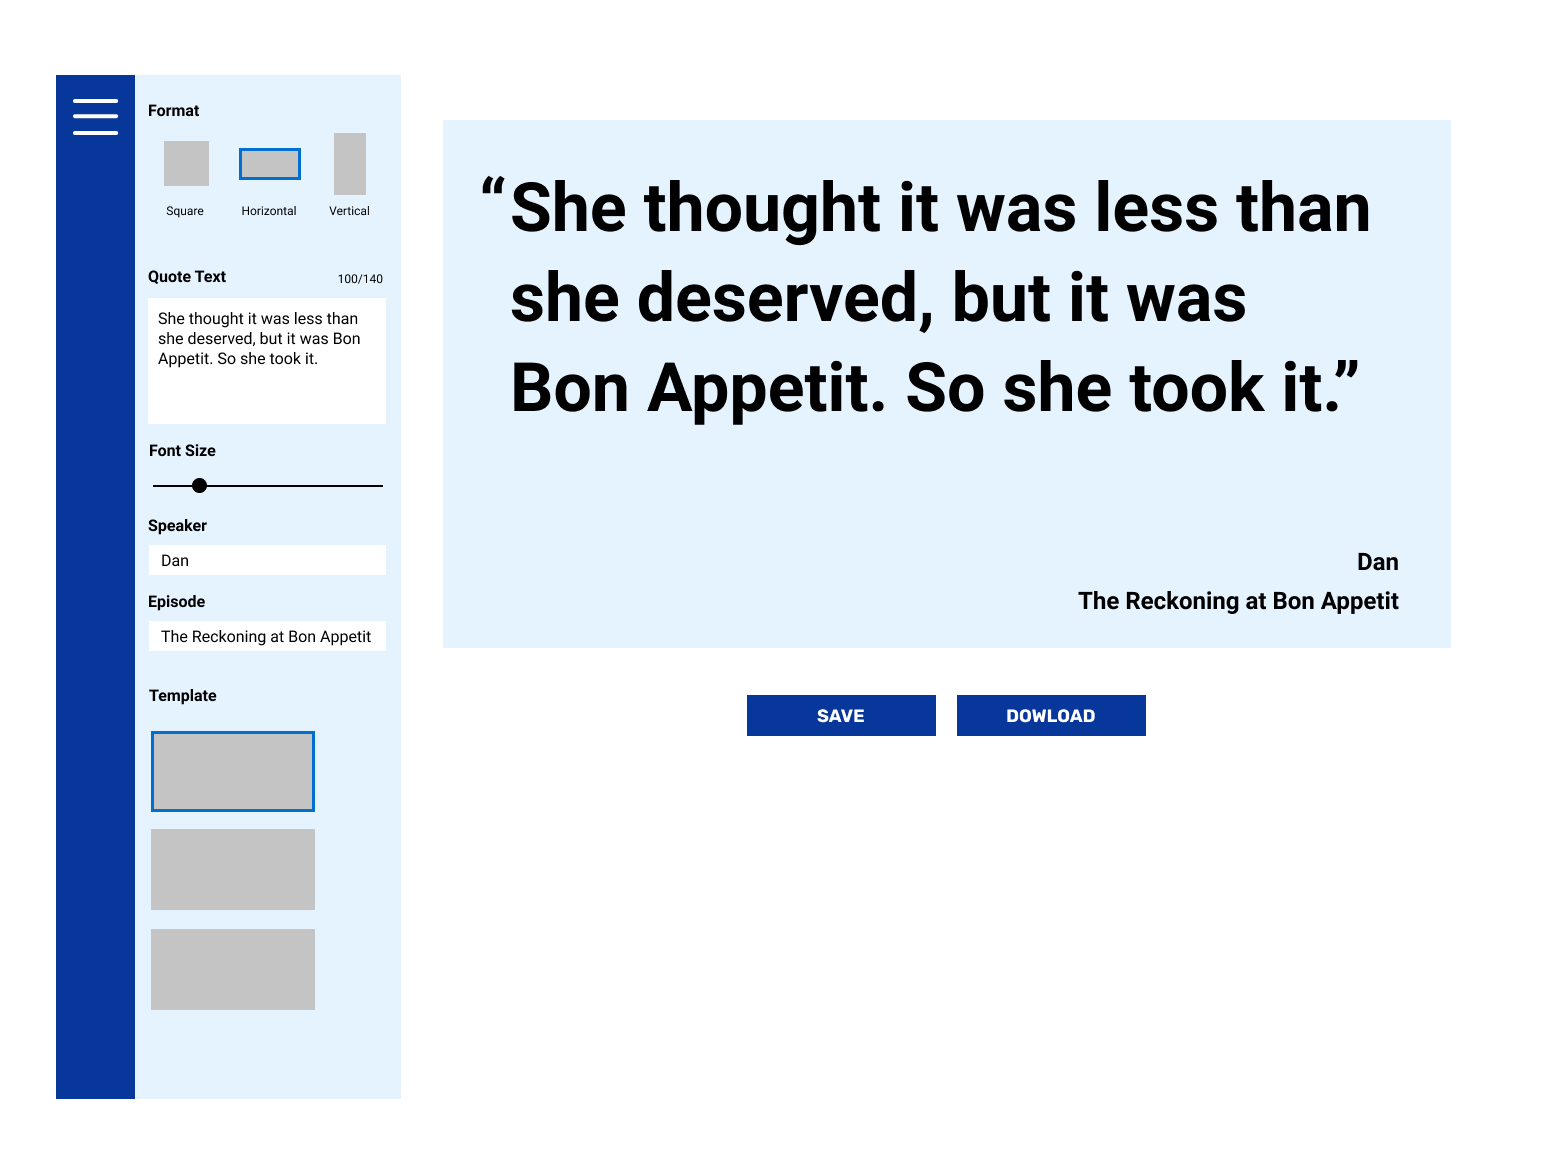 Format
Square
Horizontal
Vertical
Quote Text
100/140
She thought it was less than
she deserved, but it was Bon
Appetit. So she took it.
Font Size
Speaker
Dan
Episode
The Reckoning at Bon Appetit
Template
“She thought it was less than
she deserved, but it was
Bon Appetit. So she took it.”
Dan
The Reckoning at Bon Appetit
SAVE
DOWLOAD